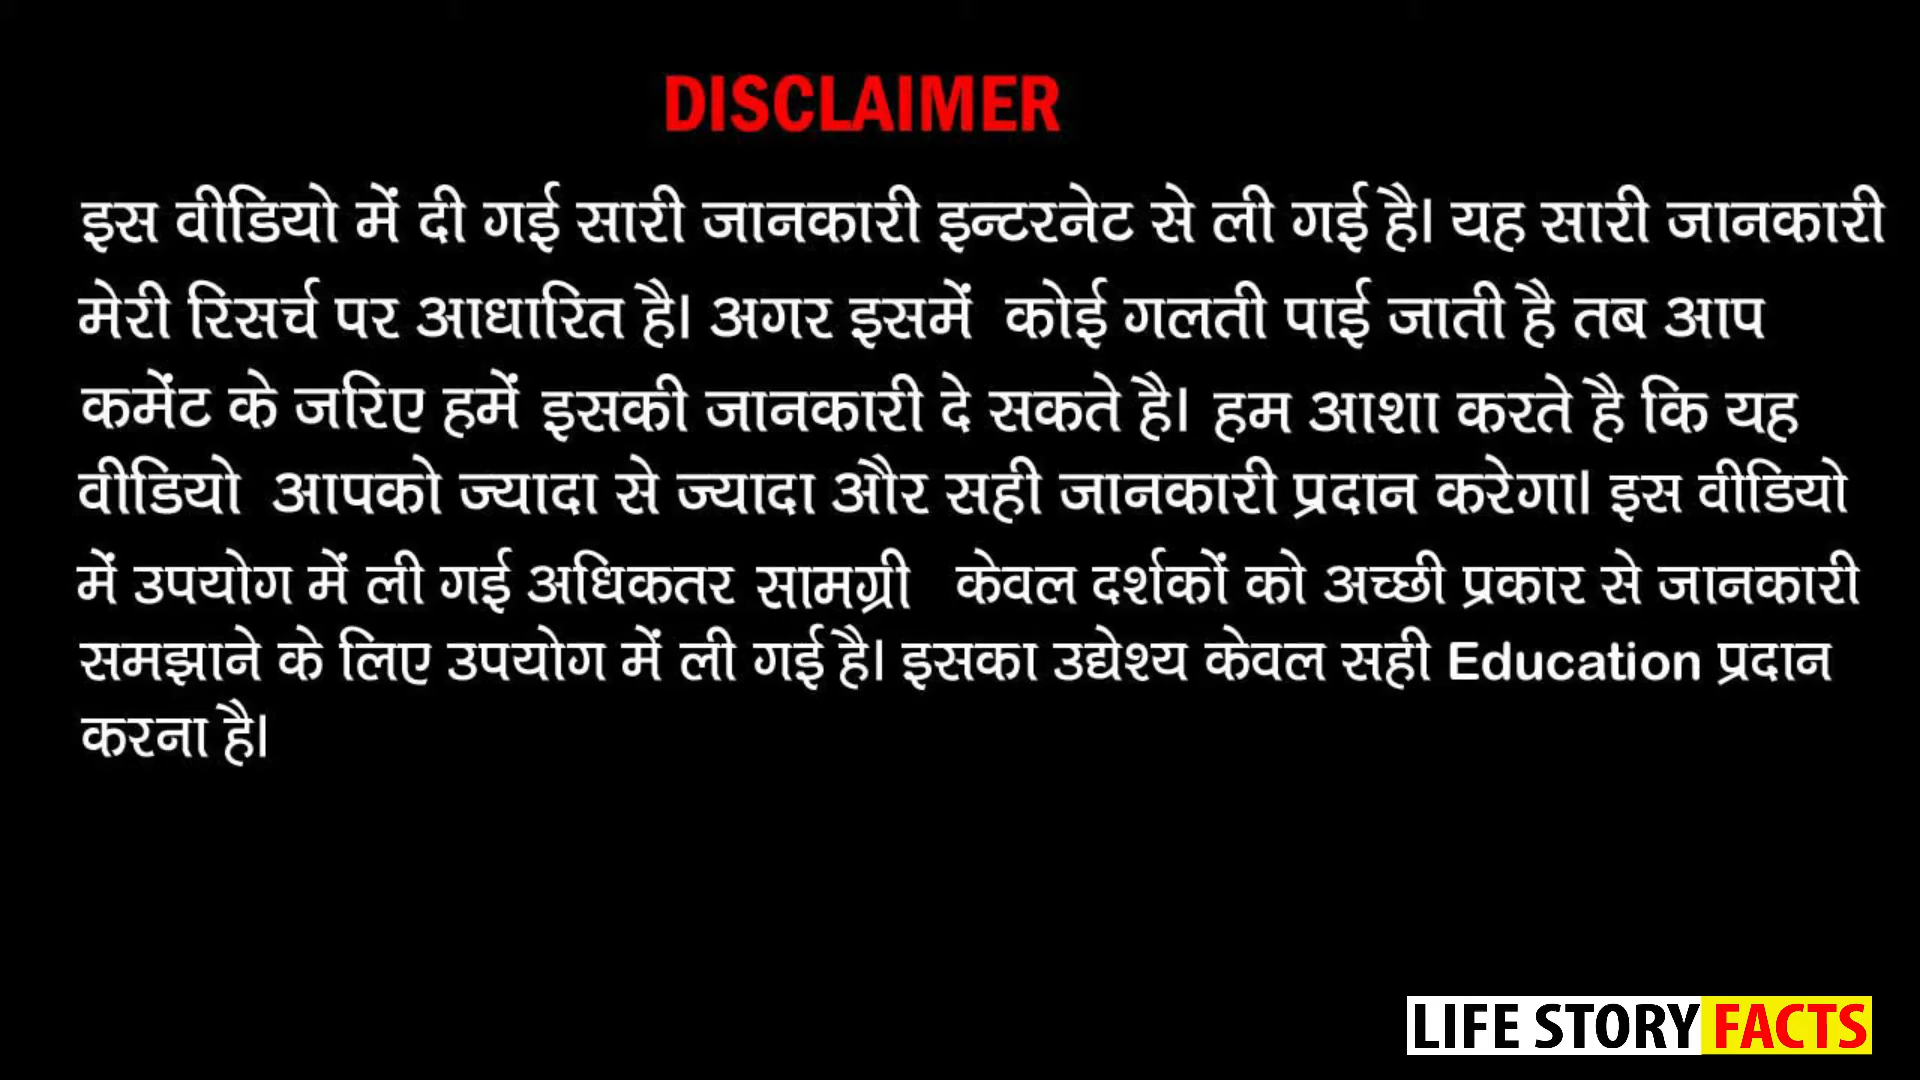 DISCLAIMER
इस वीडियो में दी गई सारी जानकारी इन्टरनेट से ली गई है। यह सारी जानकारी
मेरी रिसर्च पर आधारित है। अगर इसमें कोई गलती पाई जाती है तब आप
कमेंट के जरिए हमें इसकी जानकारी दे सकते है। हम आशा करते है कि यह
वीडियो आपको ज्यादा से ज्यादा और सही जानकारी प्रदान करेगा। इस वीडियो
में उपयोग में ली गई अधिकतर सामग्री केवल दर्शकों को अच्छी प्रकार से जानकारी
समझाने के लिए उपयोग में ली गई है। इसका उद्येश्य केवल सही Education प्रदान
करना है।
LIFE STORY FACTS